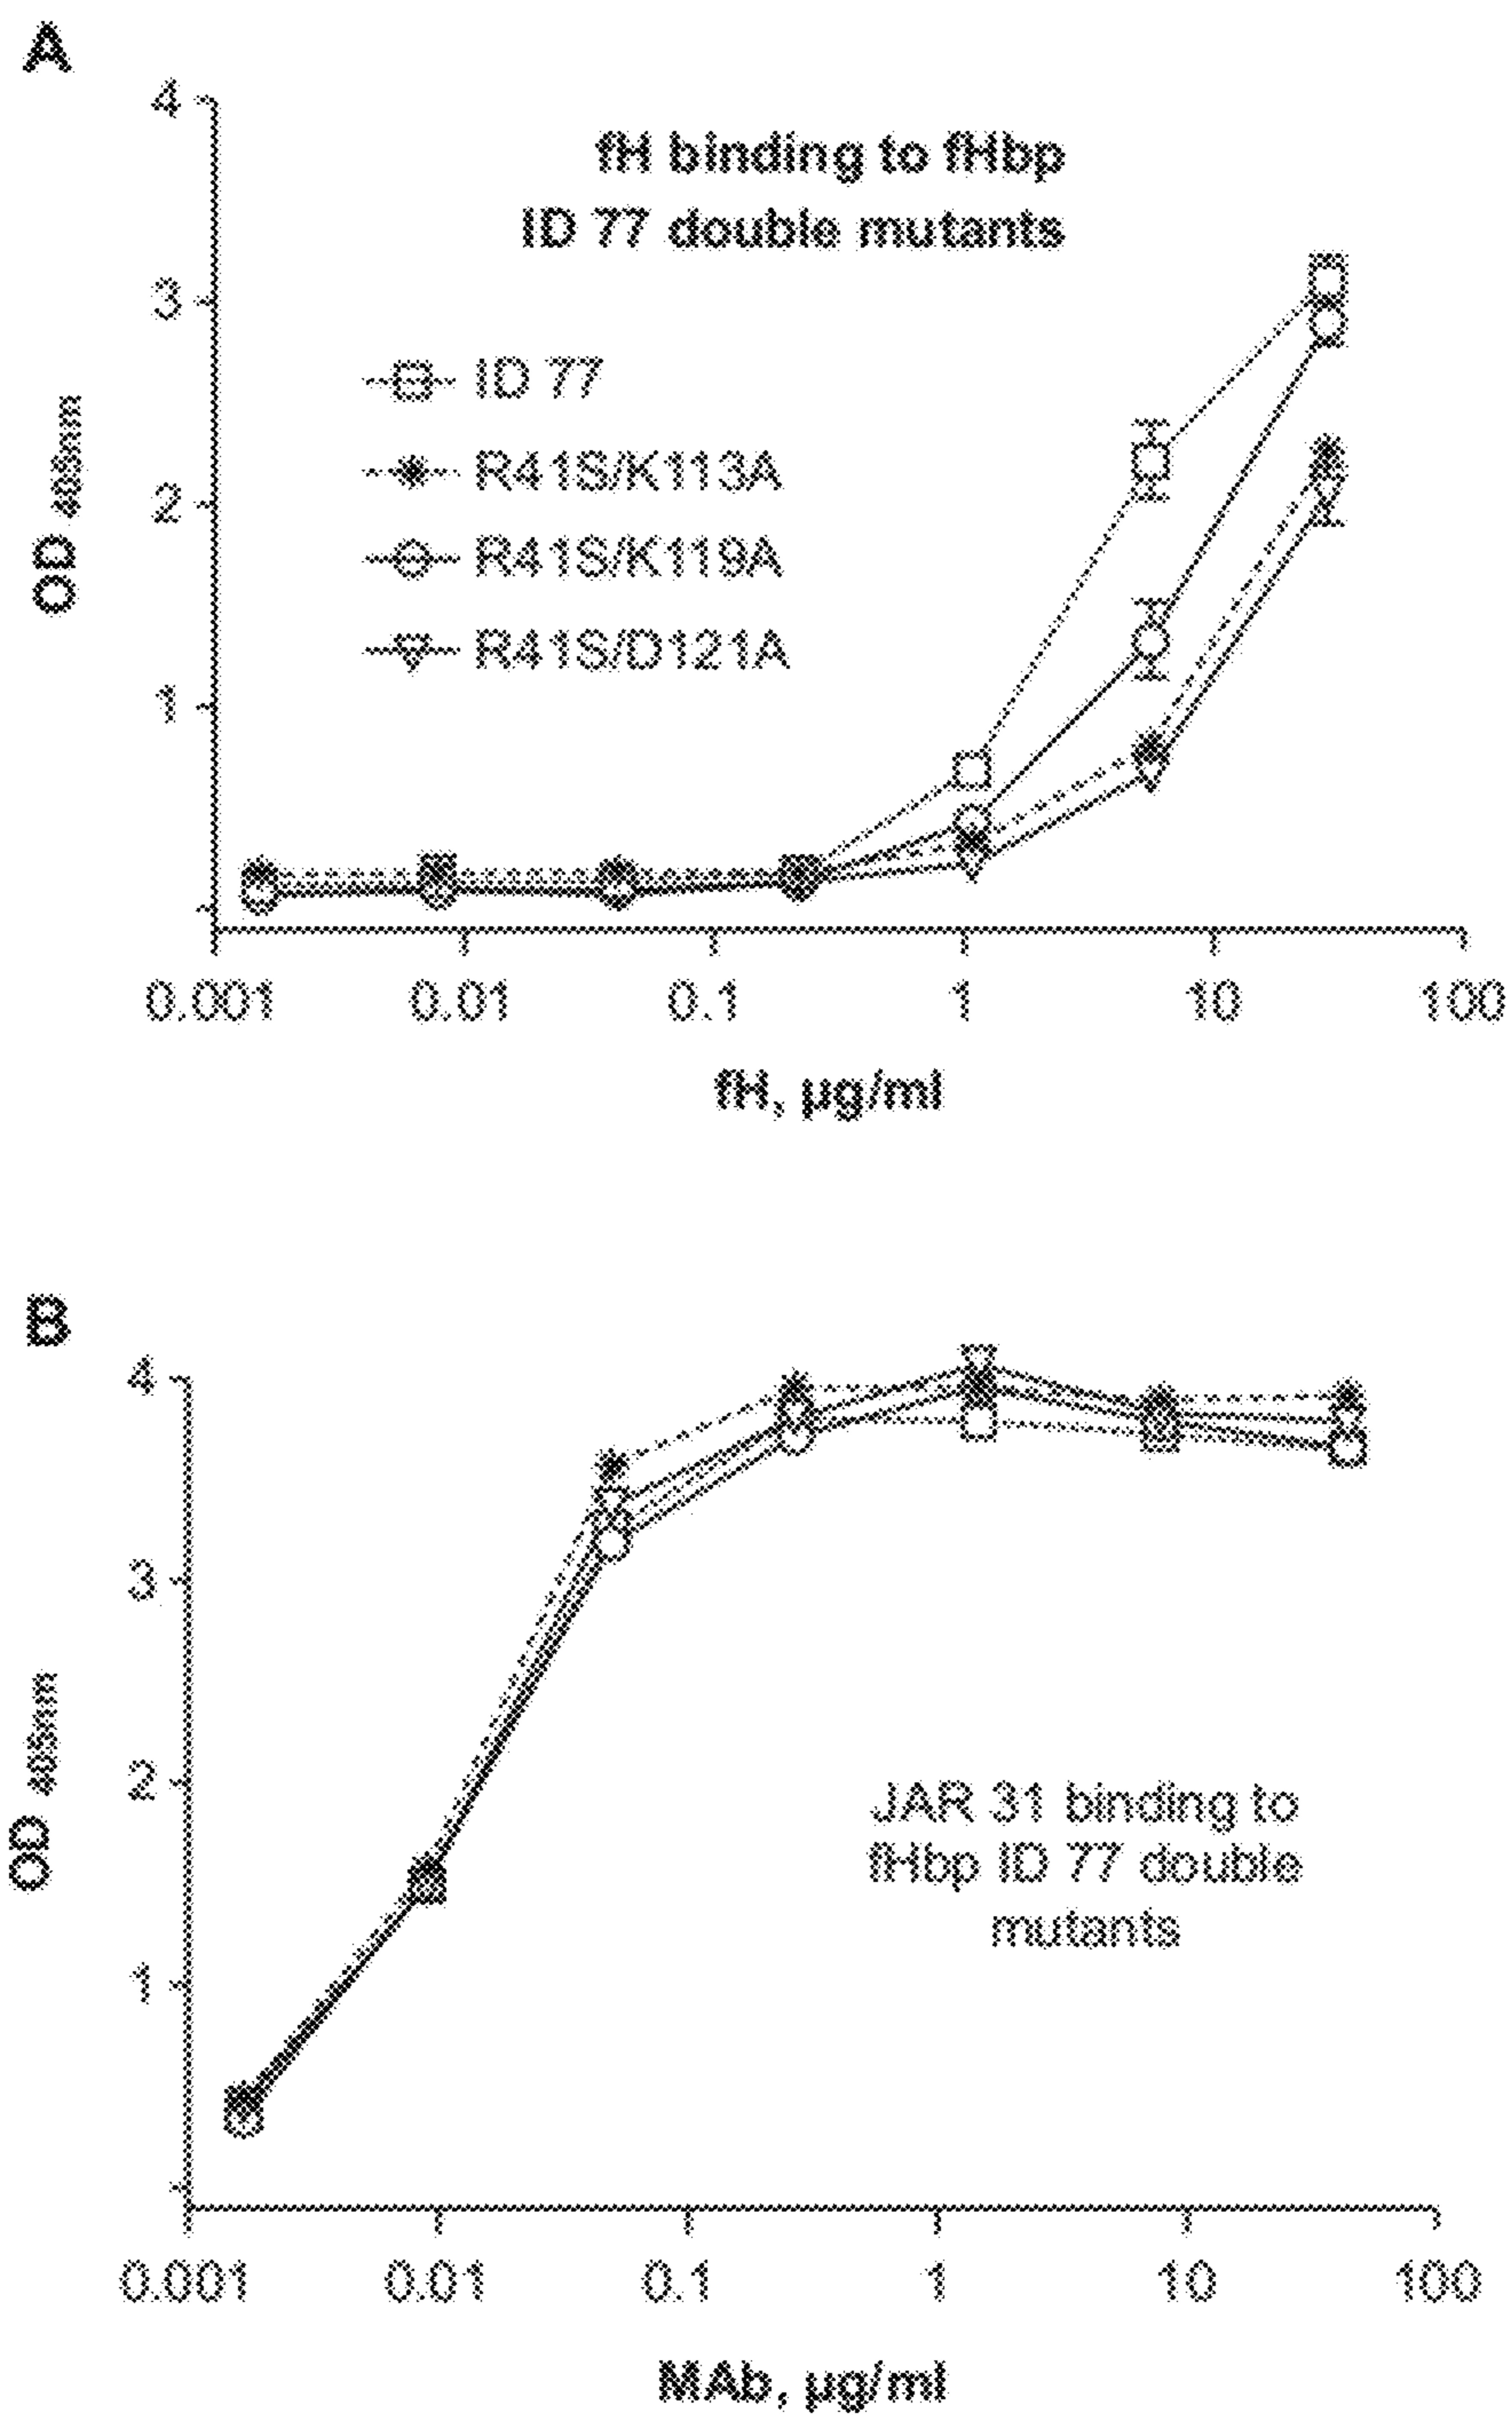 A
fH binding to fHbp
ID 77 double mutants
4
3
2
1
OD 405nm
ID 77
R41S/K113A
R41S/K119A
R41S/D121A
0.001 0.01 0.1 1 10 100
fH, µg/ml
B
4
3
2
1
OD 405nm
JAR 31 binding to
fHbp ID 77 double
mutants
0.001 0.01 0.1 1 10 100
MAb, µg/ml